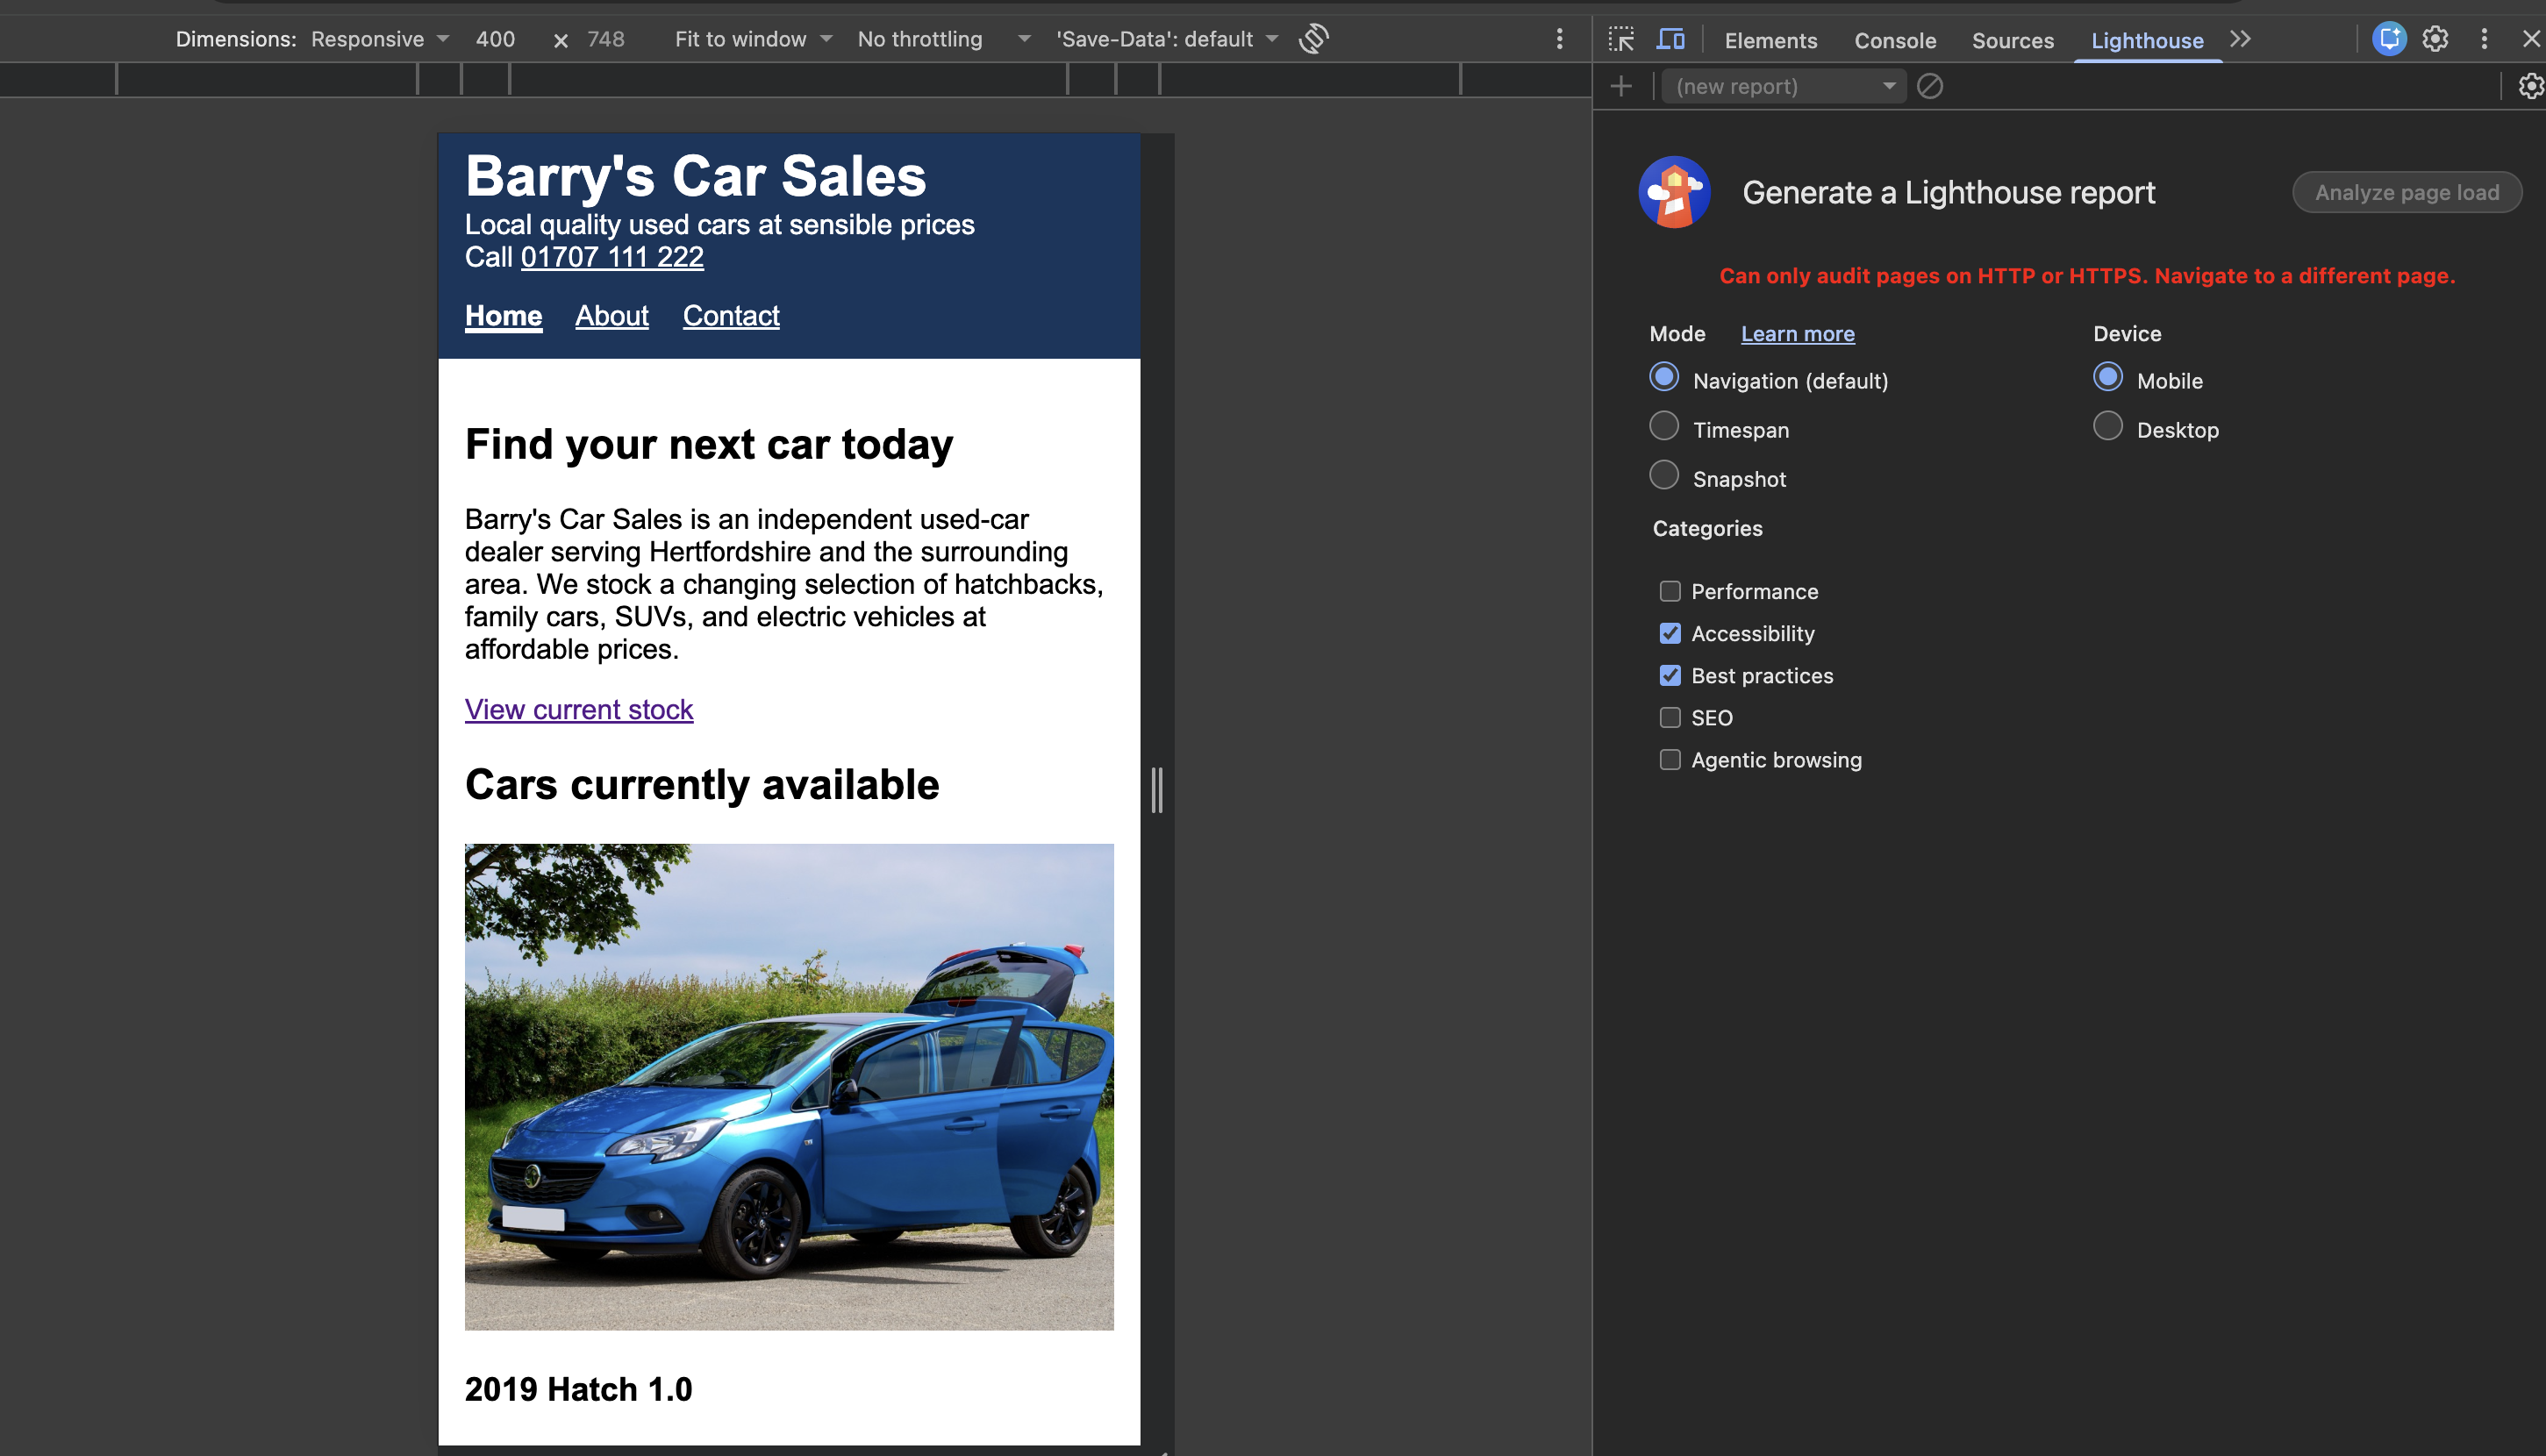 Dimensions: Responsive 400 x 748 Fit to window No throttling 'Save-Data': default
Elements Console Sources Lighthouse
(new report)
Barry's Car Sales
Local quality used cars at sensible prices
Call 01707 111 222
Home About Contact
Find your next car today
Barry's Car Sales is an independent used-car
dealer serving Hertfordshire and the surrounding
area. We stock a changing selection of hatchbacks,
family cars, SUVs, and electric vehicles at
affordable prices.
View current stock
Cars currently available
2019 Hatch 1.0
Generate a Lighthouse report
Analyze page load
Can only audit pages on HTTP or HTTPS. Navigate to a different page.
Mode Learn more
Navigation (default)
Timespan
Snapshot
Device
Mobile
Desktop
Categories
Performance
Accessibility
Best practices
SEO
Agentic browsing